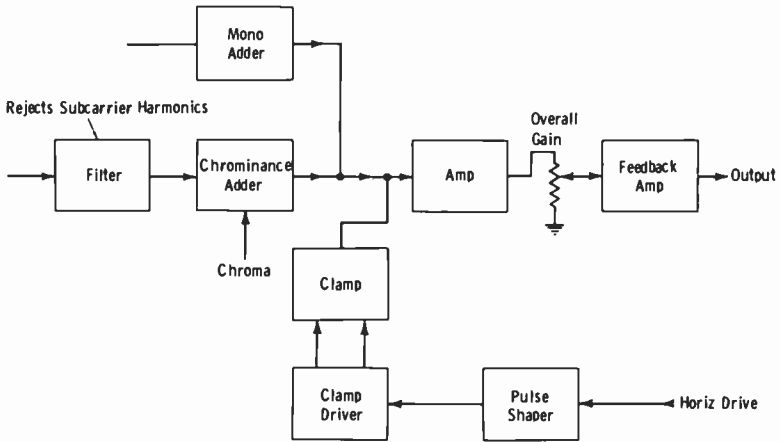 Mono
Adder
Rejects Subcarrier Harmonics
Overall
Gain
Filter
Chrominance
Adder
Amp
Feedback
Amp
Output
Chroma
Clamp
Clamp
Driver
Pulse
Shaper
Horiz Drive